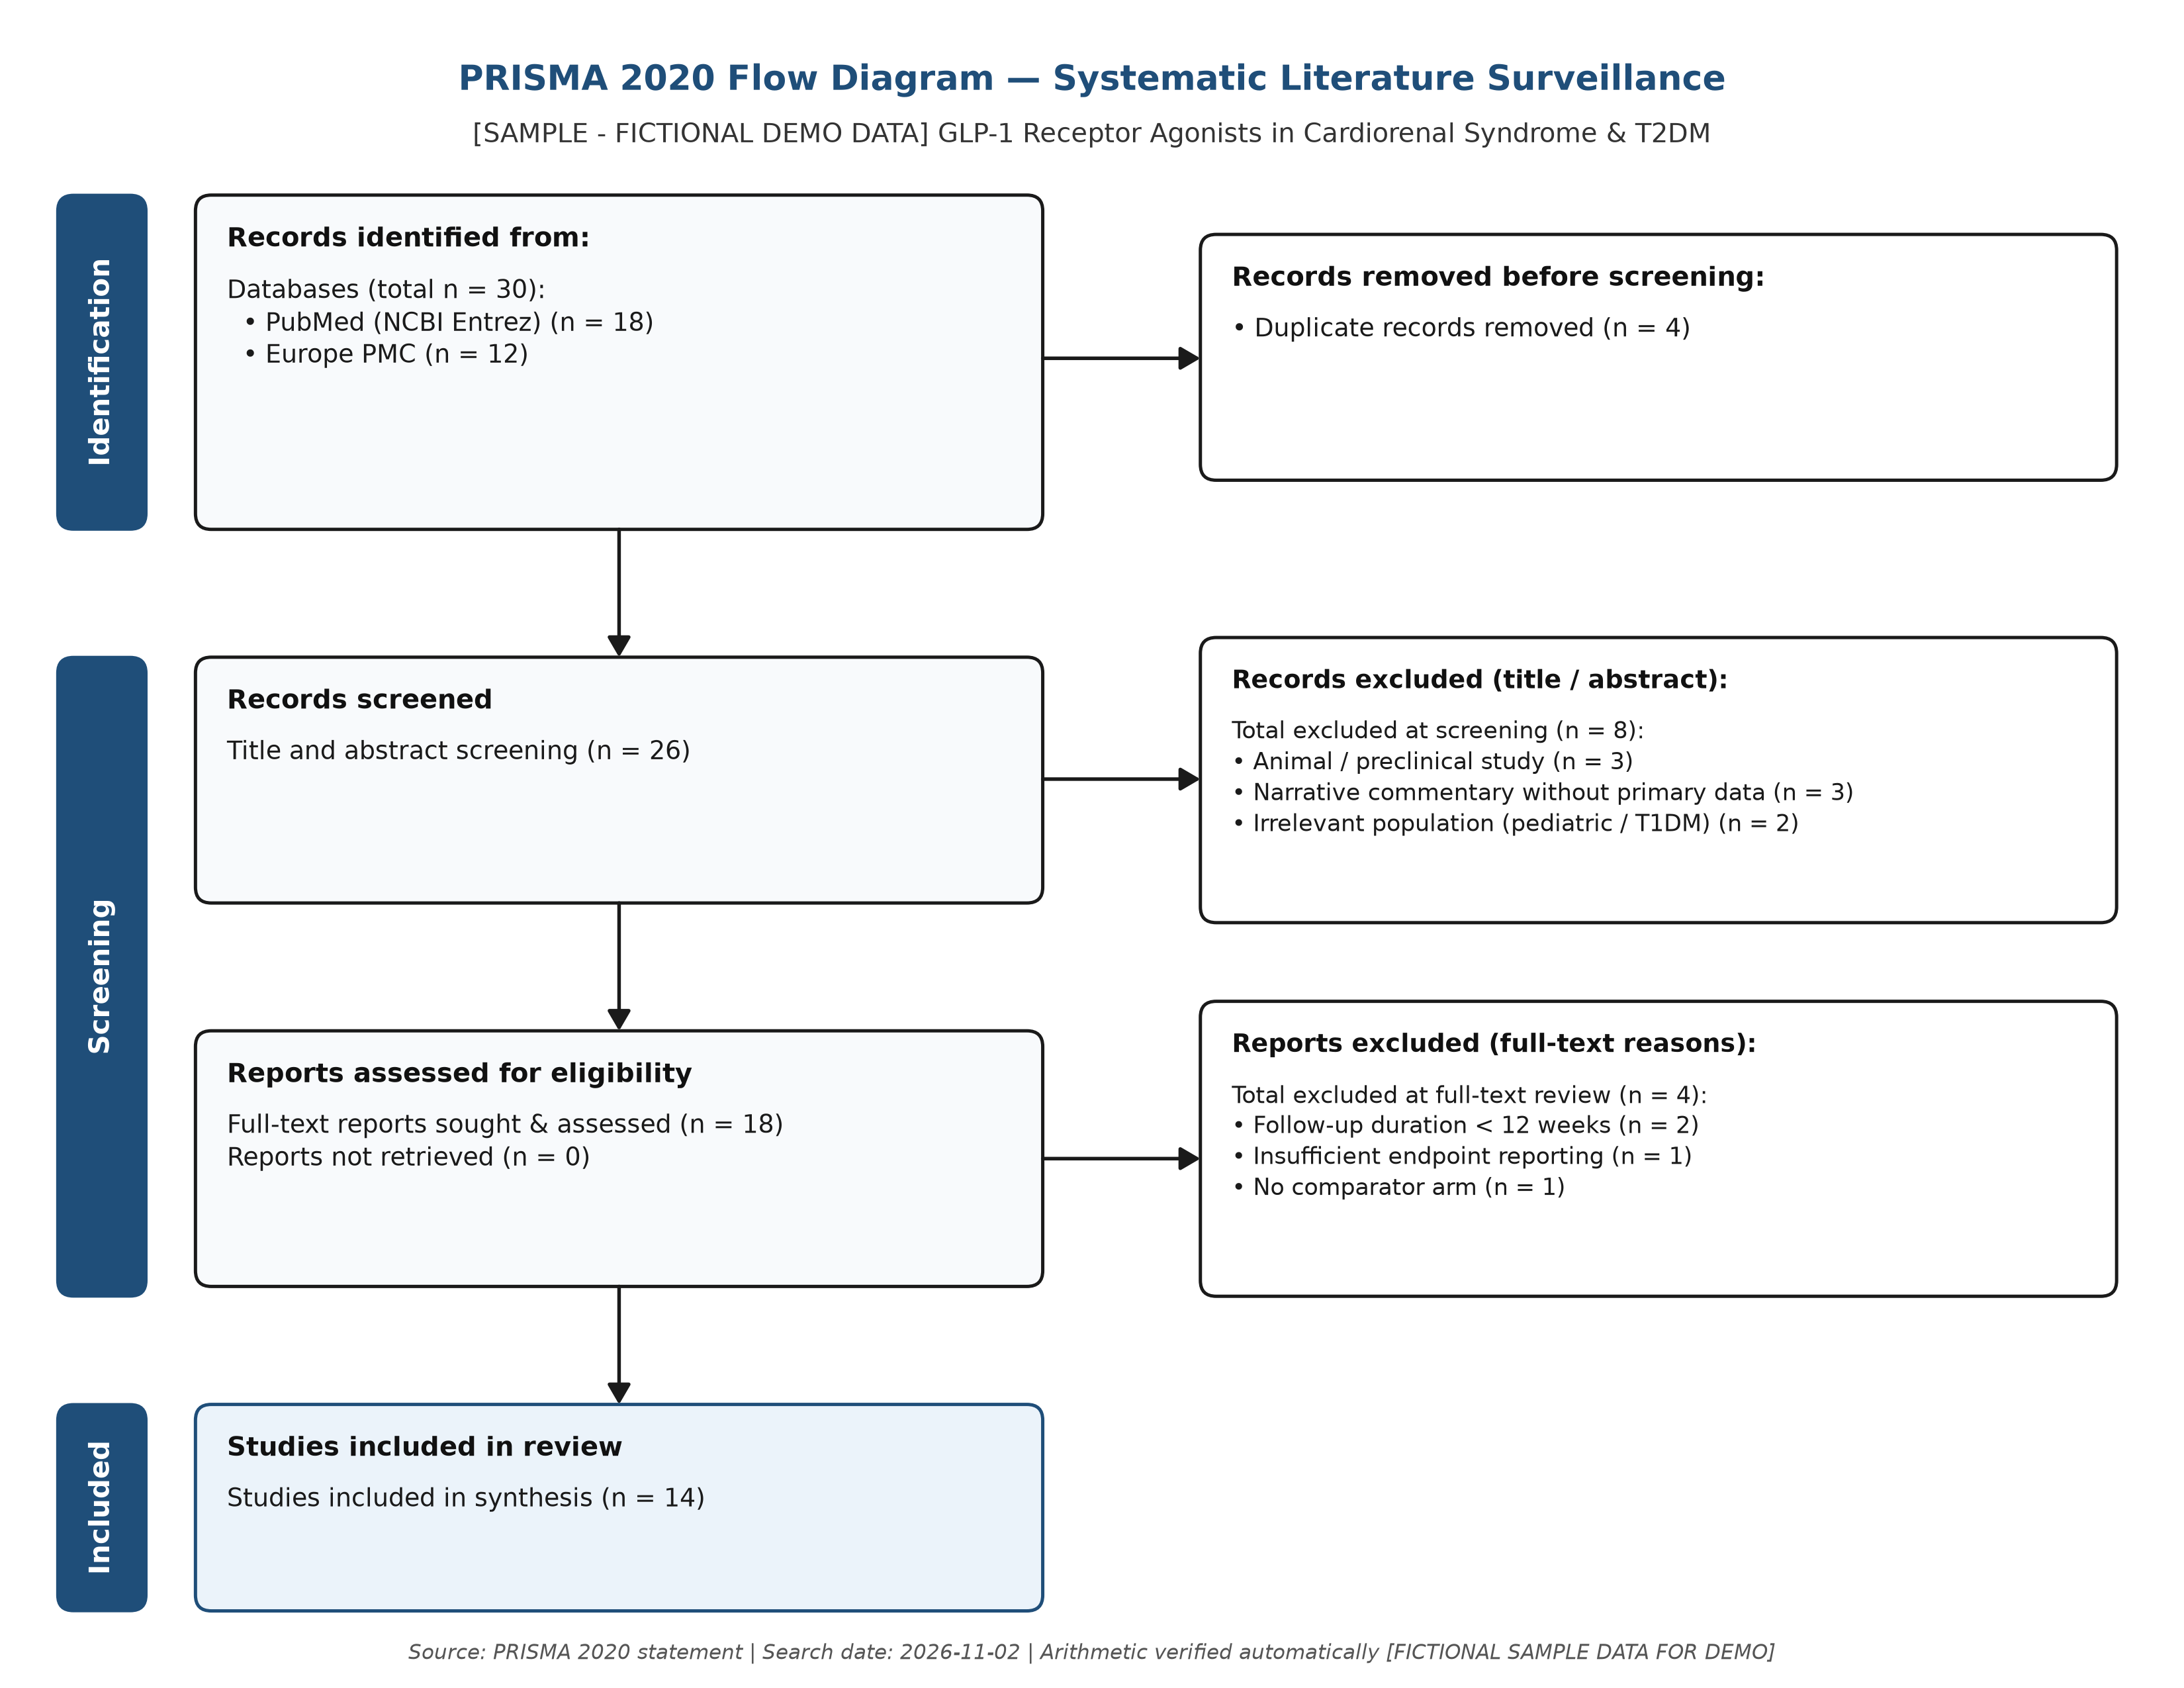 PRISMA 2020 Flow Diagram — Systematic Literature Surveillance
[SAMPLE - FICTIONAL DEMO DATA] GLP-1 Receptor Agonists in Cardiorenal Syndrome & T2DM
Identification
Records identified from:
Databases (total n = 30):
• PubMed (NCBI Entrez) (n = 18)
• Europe PMC (n = 12)
Records removed before screening:
• Duplicate records removed (n = 4)
Screening
Records screened
Title and abstract screening (n = 26)
Records excluded (title / abstract):
Total excluded at screening (n = 8):
• Animal / preclinical study (n = 3)
• Narrative commentary without primary data (n = 3)
• Irrelevant population (pediatric / T1DM) (n = 2)
Reports assessed for eligibility
Full-text reports sought & assessed (n = 18)
Reports not retrieved (n = 0)
Reports excluded (full-text reasons):
Total excluded at full-text review (n = 4):
• Follow-up duration < 12 weeks (n = 2)
• Insufficient endpoint reporting (n = 1)
• No comparator arm (n = 1)
Included
Studies included in review
Studies included in synthesis (n = 14)
Source: PRISMA 2020 statement | Search date: 2026-11-02 | Arithmetic verified automatically [FICTIONAL SAMPLE DATA FOR DEMO]